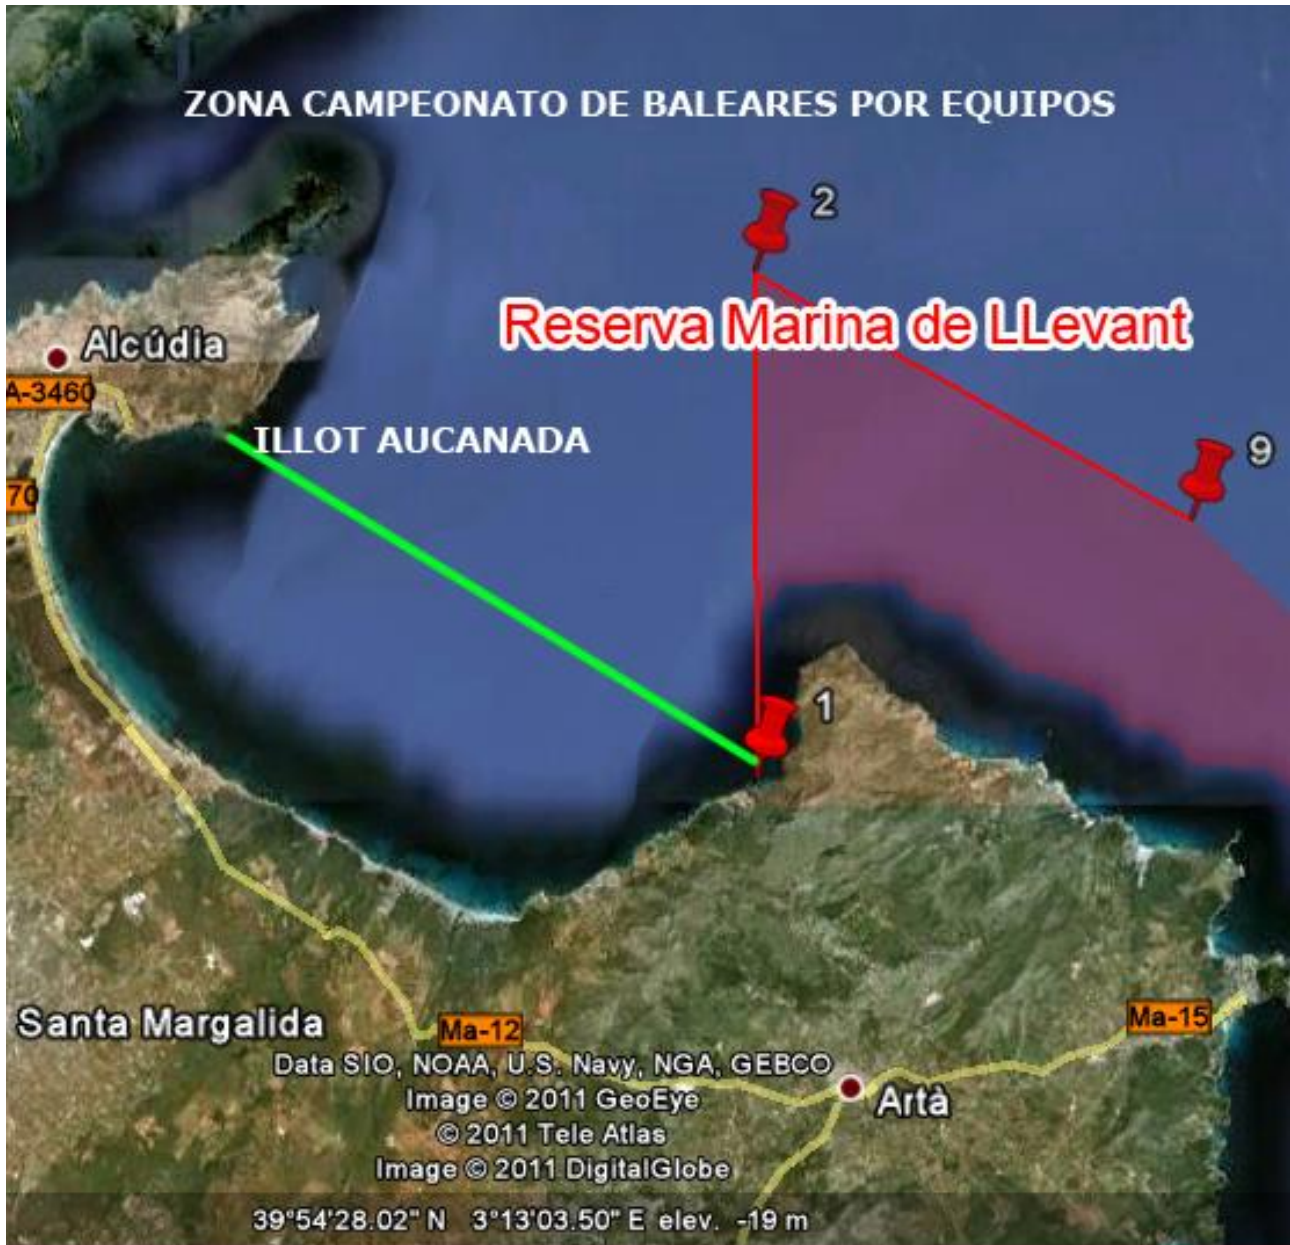 ZONA CAMPEONATO DE BALEARES POR EQUIPOS
2
Reserva Marina de LLevant
Alcúdia
A-3460
ILLOT AUCANADA
9
70
1
Santa Margalida
Ma-12
Ma-15
Data SIO, NOAA, U.S. Navy, NGA, GEBCO
Image © 2011 GeoEye
Artà
© 2011 Tele Atlas
Image © 2011 DigitalGlobe
39°54'28.02" N 3°13'03.50" E elev. -19 m